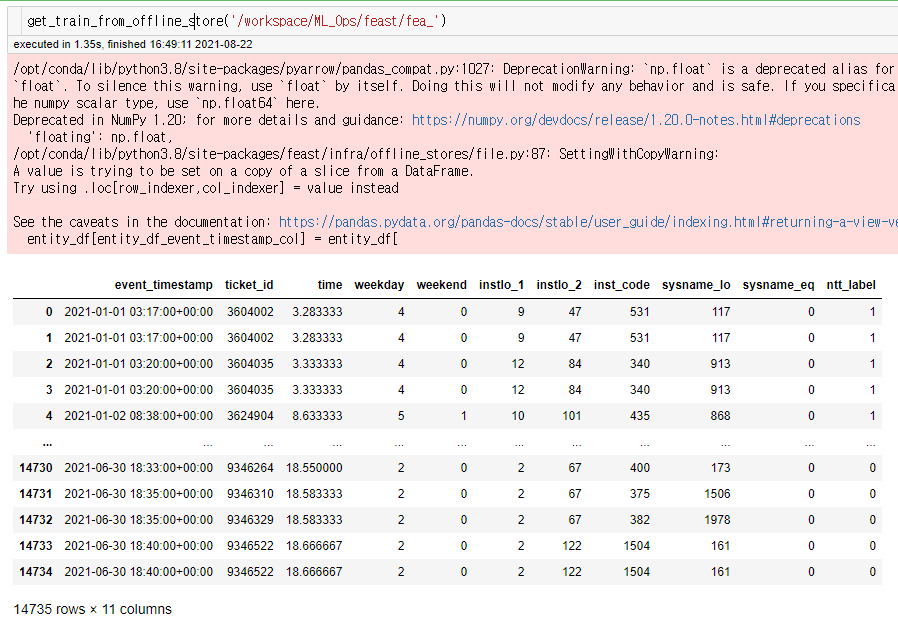 get_train_from_offline_store('/workspace/ML_Ops/feast/fea_')
executed in 1.35s, finished 16:49:11 2021-08-22
/opt/conda/lib/python3.8/site-packages/pyarrow/pandas_compat.py:1027: DeprecationWarning: `np.float` is a deprecated alias for
`float`. To silence this warning, use `float` by itself. Doing this will not modify any behavior and is safe. If you specifica
he numpy scalar type, use `np.float64` here.
Deprecated in NumPy 1.20; for more details and guidance: https://numpy.org/devdocs/release/1.20.0-notes.html#deprecations
'floating': np.float,
/opt/conda/lib/python3.8/site-packages/feast/infra/offline_stores/file.py:87: SettingWithCopyWarning:
A value is trying to be set on a copy of a slice from a DataFrame.
Try using .loc[row_indexer,col_indexer] = value instead
See the caveats in the documentation: https://pandas.pydata.org/pandas-docs/stable/user_guide/indexing.html#returning-a-view-ve
entity_df[entity_df_event_timestamp_col] = entity_df[
event_timestamp ticket_id time weekday weekend instlo_1 instlo_2 inst_code sysname_lo sysname_eq ntt_label
0 2021-01-01 03:17:00+00:00 3604002 3.283333 4 0 9 47 531 117 0 1
1 2021-01-01 03:17:00+00:00 3604002 3.283333 4 0 9 47 531 117 0 1
2 2021-01-01 03:20:00+00:00 3604035 3.333333 4 0 12 84 340 913 0 1
3 2021-01-01 03:20:00+00:00 3604035 3.333333 4 0 12 84 340 913 0 1
4 2021-01-02 08:38:00+00:00 3624904 8.633333 5 1 10 101 435 868 0 1
... ... ... ... ... ... ... ... ... ... ... ...
14730 2021-06-30 18:33:00+00:00 9346264 18.550000 2 0 2 67 400 173 0 0
14731 2021-06-30 18:35:00+00:00 9346310 18.583333 2 0 2 67 375 1506 0 0
14732 2021-06-30 18:35:00+00:00 9346329 18.583333 2 0 2 67 382 1978 0 0
14733 2021-06-30 18:40:00+00:00 9346522 18.666667 2 0 2 122 1504 161 0 0
14734 2021-06-30 18:40:00+00:00 9346522 18.666667 2 0 2 122 1504 161 0 0
14735 rows × 11 columns